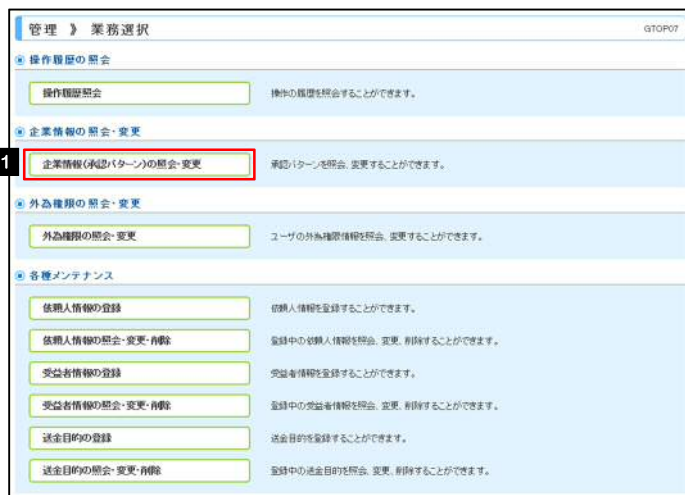 管理 》 業務選択
GTOP07
操作履歴の照会
操作履歴照会
操作の履歴を照会することができます。
企業情報の照会・変更
1
企業情報(承認パターン)の照会・変更
承認パターンを照会、変更することができます。
外為権限の照会・変更
外為権限の照会・変更
ユーザの外為権限情報を照会、変更することができます。
各種メンテナンス
依頼人情報の登録
依頼人情報を登録することができます。
依頼人情報の照会・変更・削除
登録中の依頼人情報を照会、変更、削除することができます。
受益者情報の登録
受益者情報を登録することができます。
受益者情報の照会・変更・削除
登録中の受益者情報を照会、変更、削除することができます。
送金目的の登録
送金目的を登録することができます。
送金目的の照会・変更・削除
登録中の送金目的を照会、変更、削除することができます。